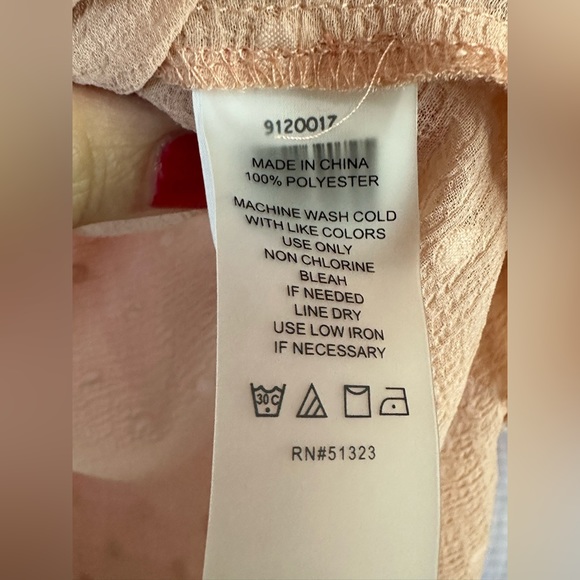 9120017
MADE IN CHINA
100% POLYESTER
MACHINE WASH COLD
WITH LIKE COLORS
USE ONLY
NON CHLORINE
BLEAH
IF NEEDED
LINE DRY
USE LOW IRON
IF NECESSARY
30 C
RN#51323